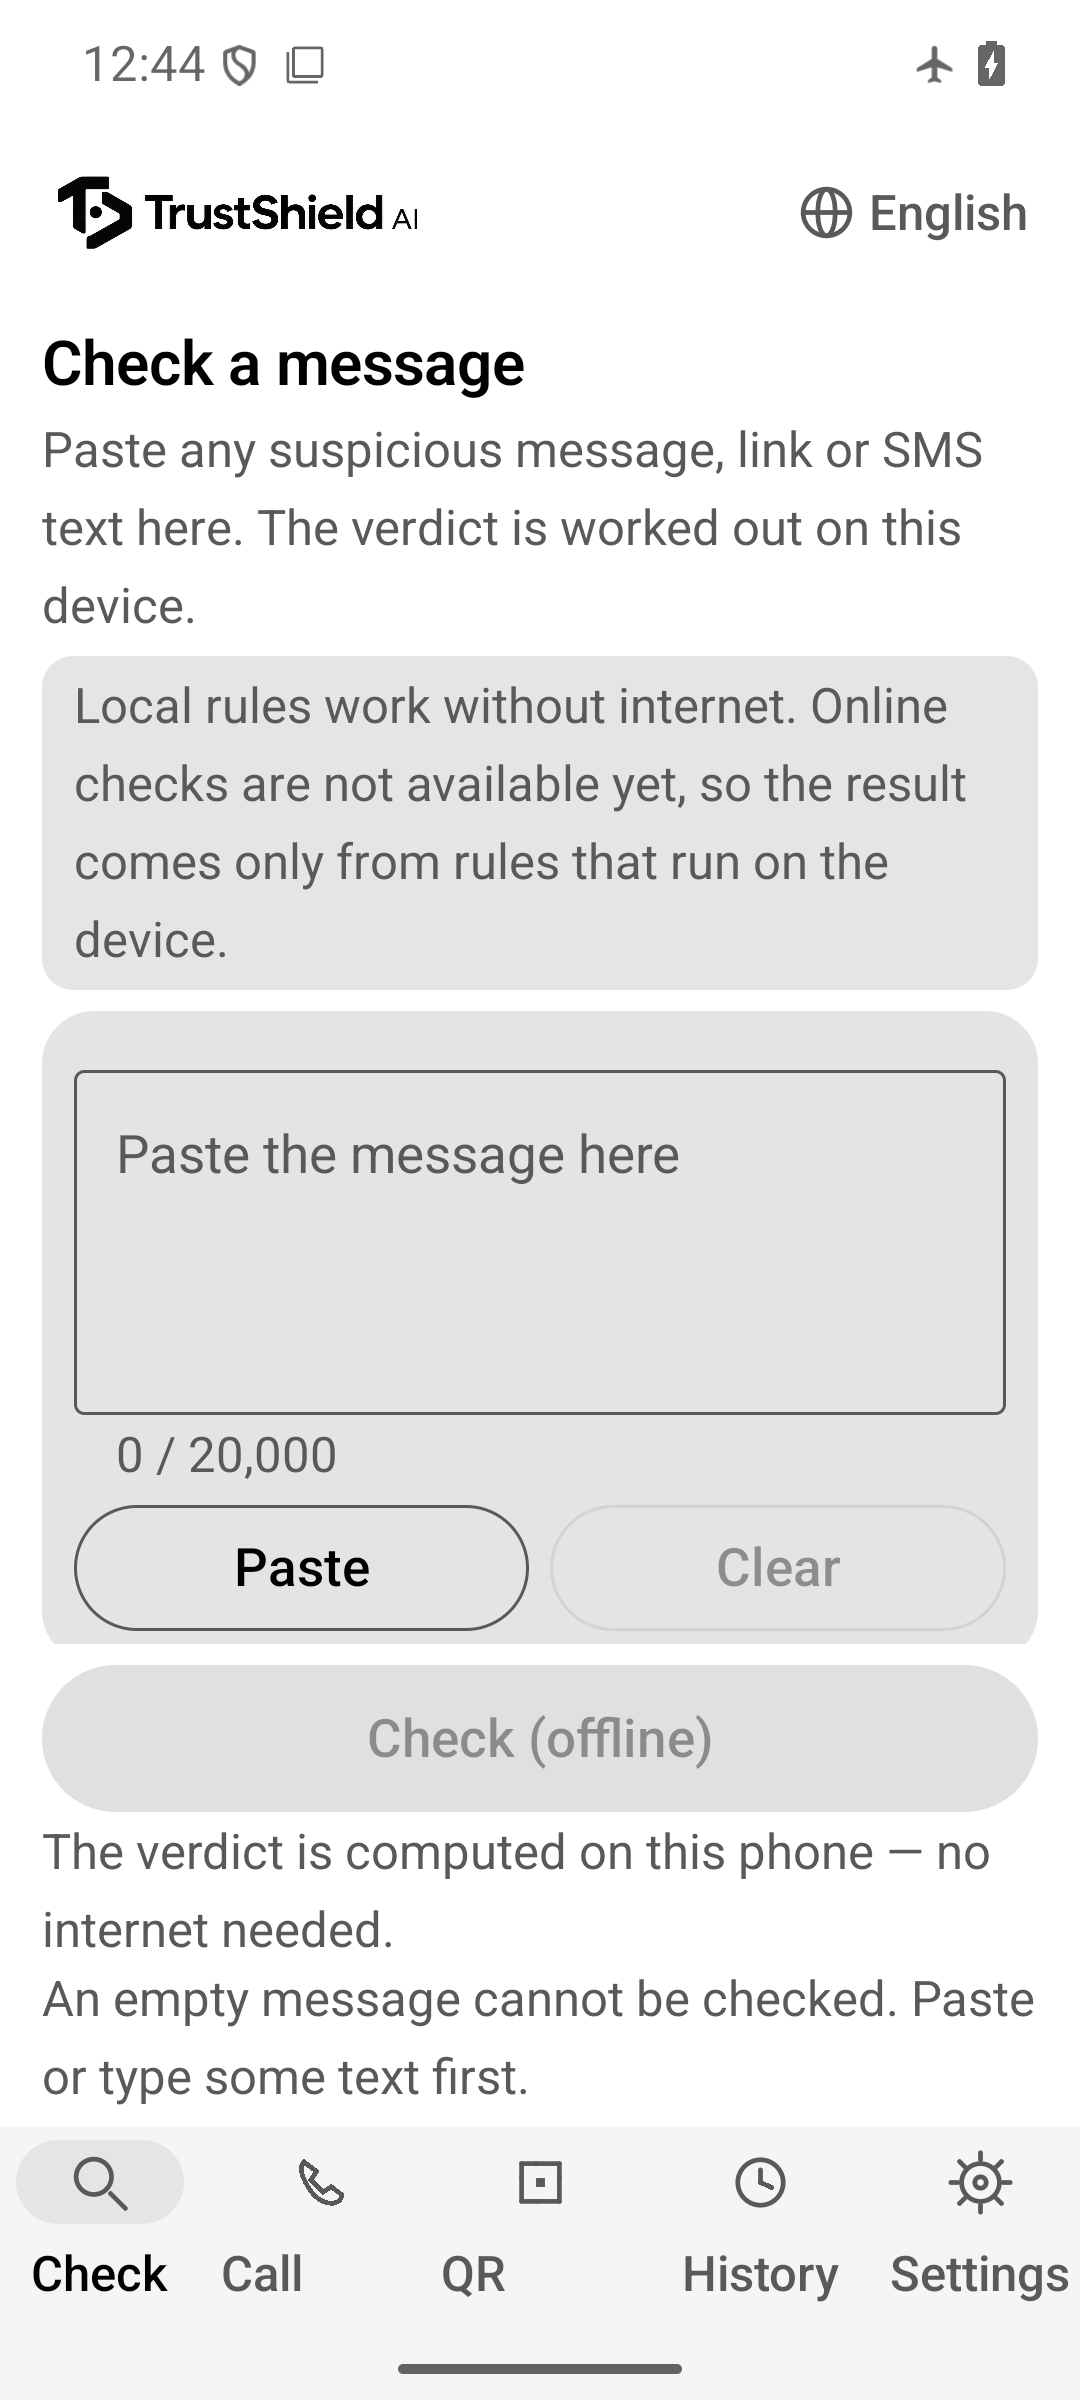 12:44
TrustShield AI
English
Check a message
Paste any suspicious message, link or SMS
text here. The verdict is worked out on this
device.
Local rules work without internet. Online
checks are not available yet, so the result
comes only from rules that run on the
device.
Paste the message here
0 / 20,000
Paste
Clear
Check (offline)
The verdict is computed on this phone — no
internet needed.
An empty message cannot be checked. Paste
or type some text first.
Check
Call
QR
History
Settings